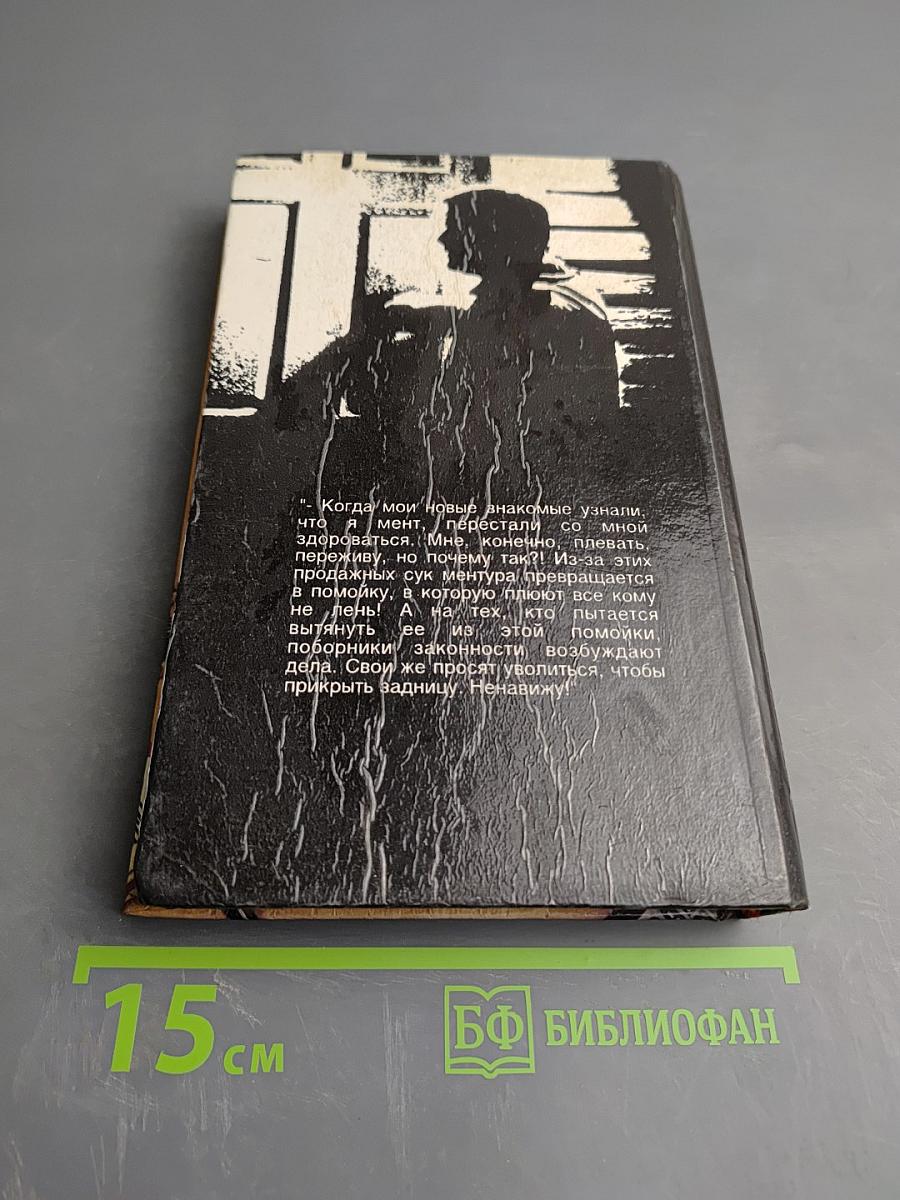 "- Когда мои новые знакомые узнали,
что я мент, перестали со мной
здороваться. Мне, конечно, плевать,
переживу, но почему так?! Из-за этих
продажных сук ментура превращается
в помойку, в которую плюют все кому
не лень! А на тех, кто пытается
вытянуть ее из этой помойки,
поборники законности возбуждают
дела. Свои же просят уволиться, чтобы
прикрыть задницу. Ненавижу!"
15 см
БФ БИБЛИОФАН